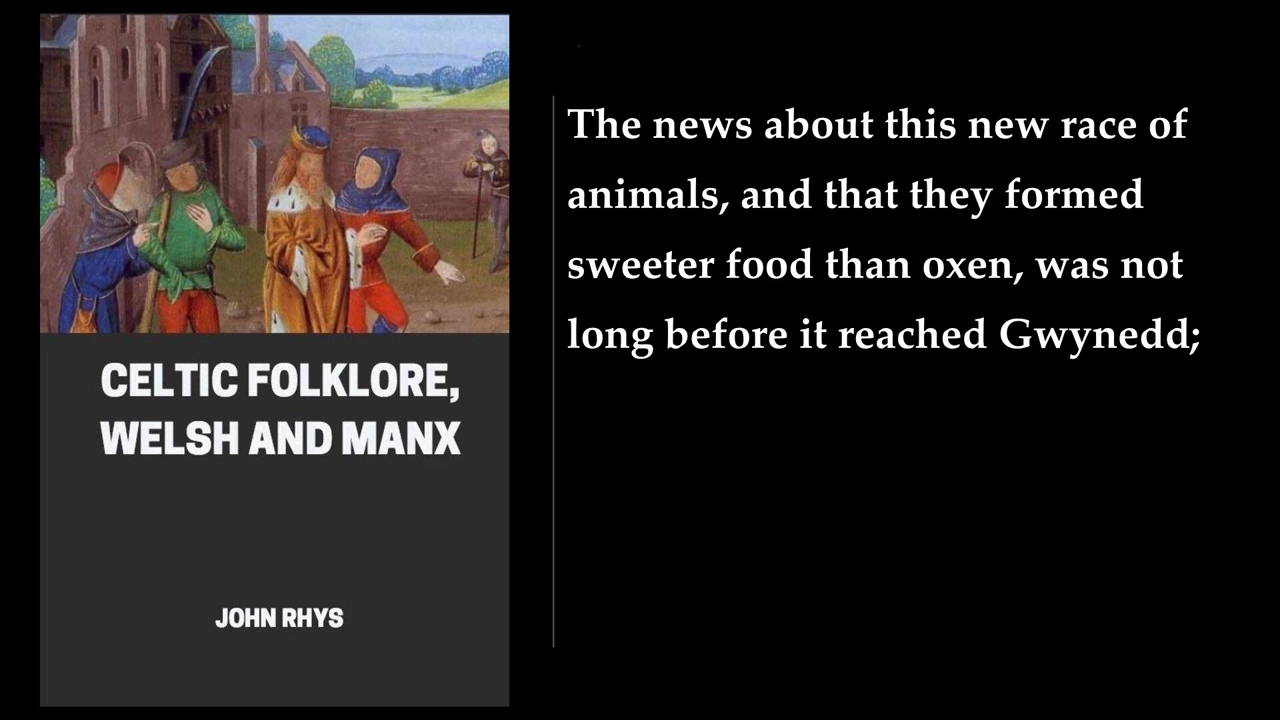 CELTIC FOLKLORE,
WELSH AND MANX
JOHN RHYS
The news about this new race of
animals, and that they formed
sweeter food than oxen, was not
long before it reached Gwynedd;